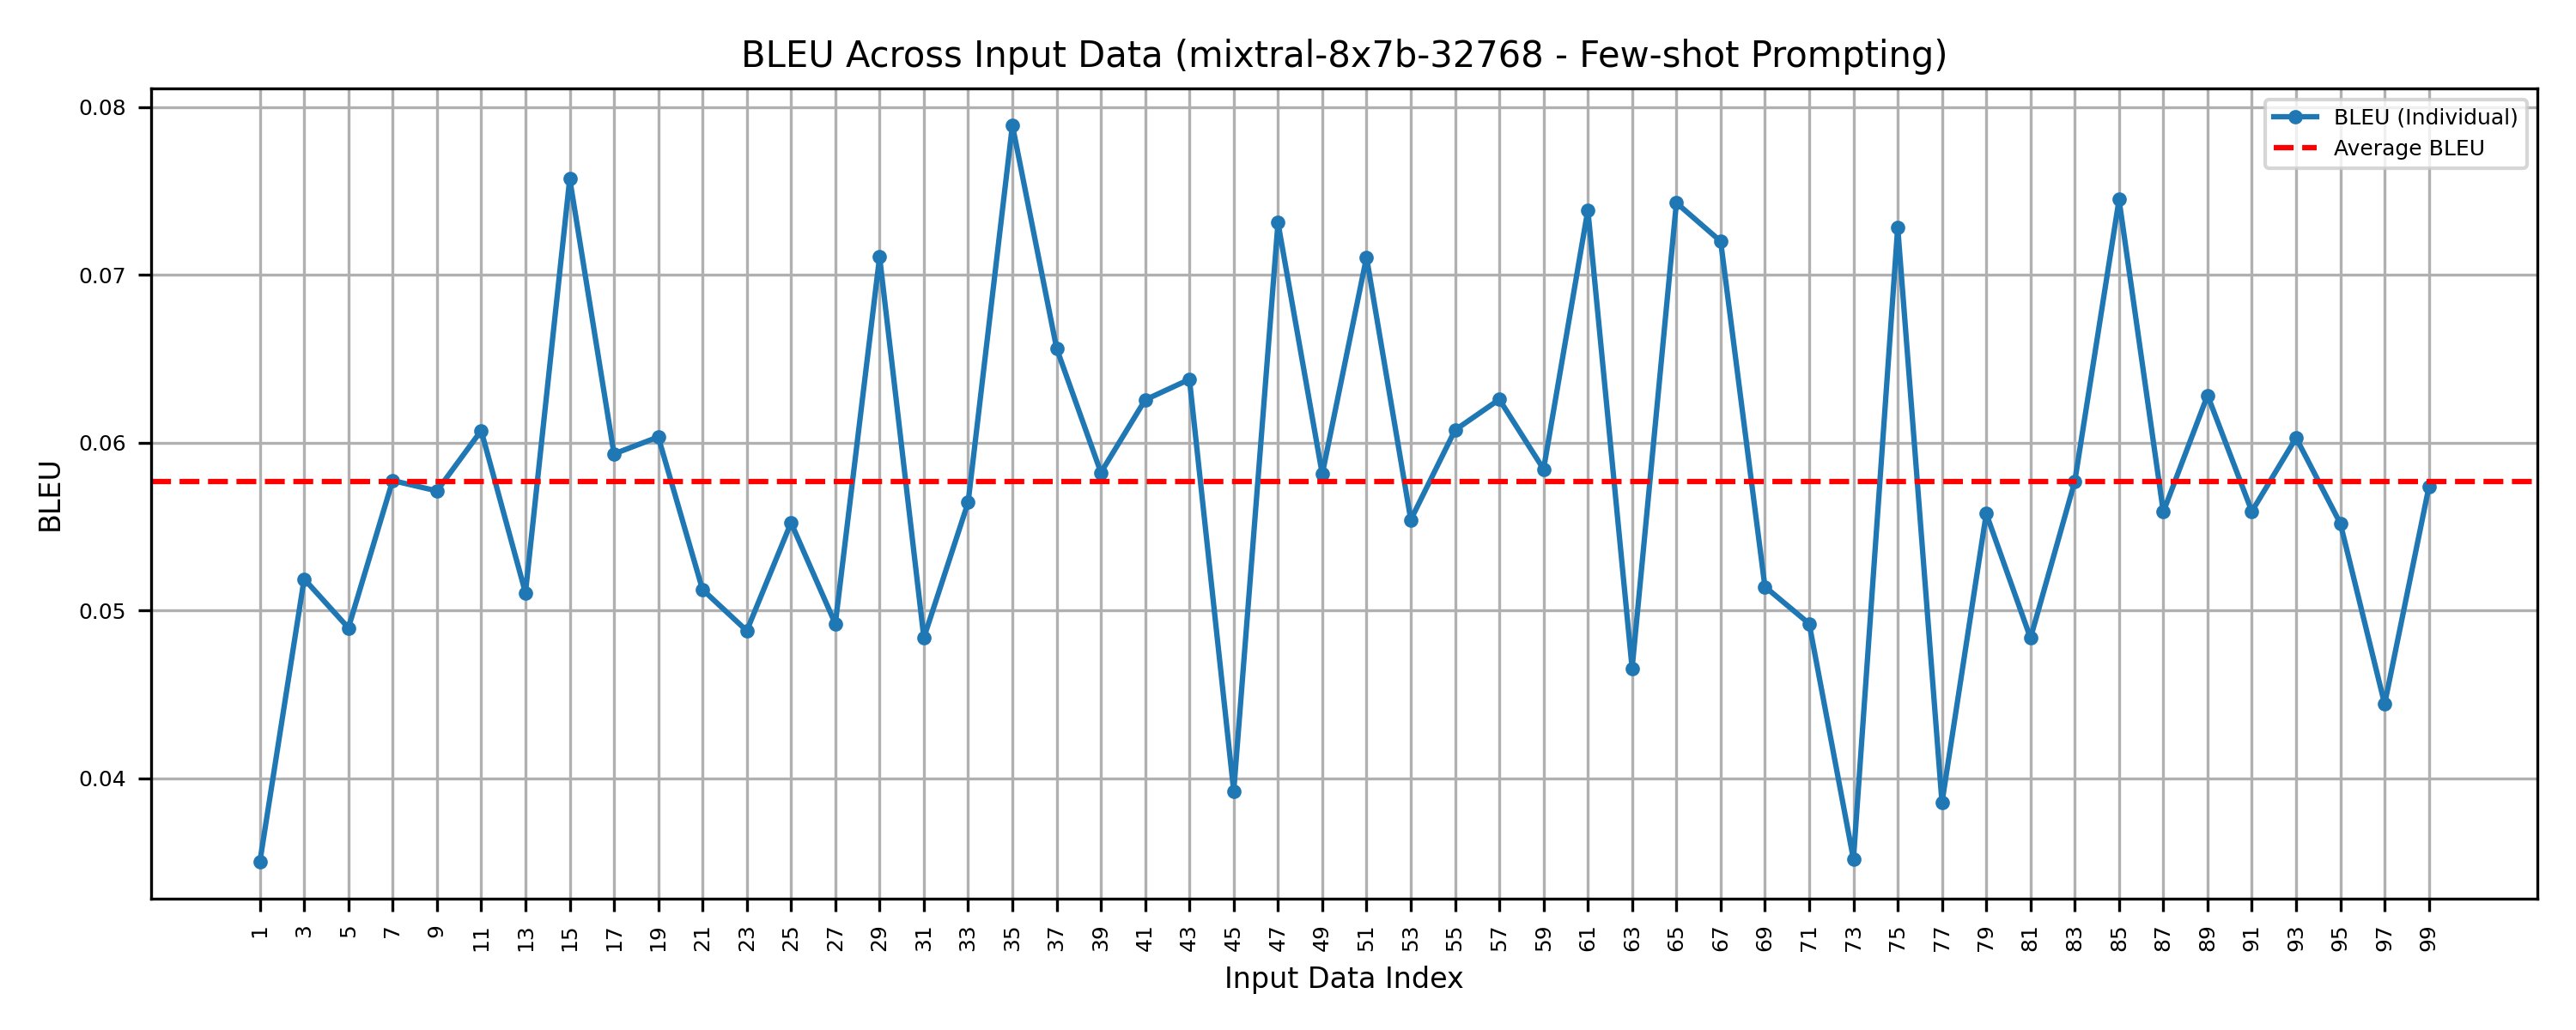 BLEU Across Input Data (mixtral-8x7b-32768 - Few-shot Prompting)
BLEU (Individual)
Average BLEU
BLEU
0.08
0.07
0.06
0.05
0.04
1 3 5 7 9 11 13 15 17 19 21 23 25 27 29 31 33 35 37 39 41 43 45 47 49 51 53 55 57 59 61 63 65 67 69 71 73 75 77 79 81 83 85 87 89 91 93 95 97 99
Input Data Index